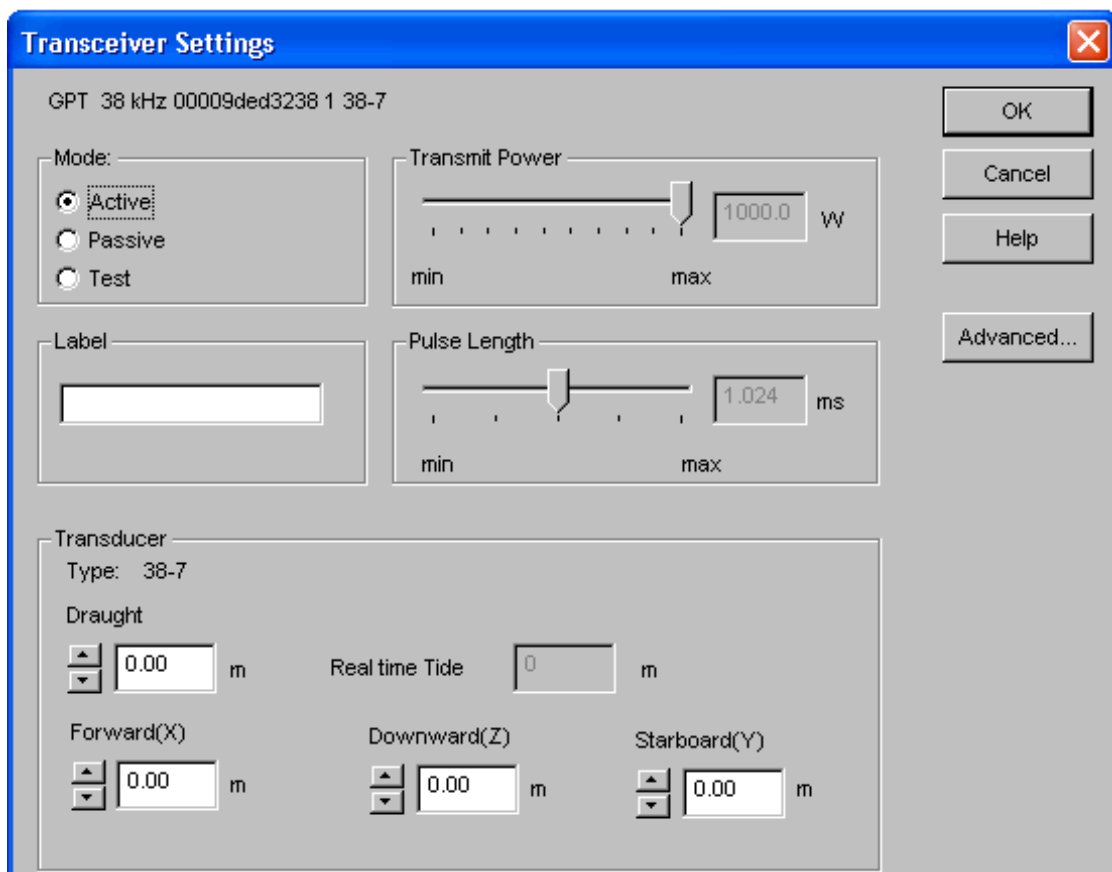 Transceiver Settings
GPT 38 kHz 00009ded3238 1 38-7
OK
Cancel
Help
Advanced...
Mode:
Active
Passive
Test
Transmit Power
1000.0 W
min max
Label
Pulse Length
1.024 ms
min max
Transducer
Type: 38-7
Draught
0.00 m
Real time Tide 0 m
Forward(X)
0.00 m
Downward(Z)
0.00 m
Starboard(Y)
0.00 m